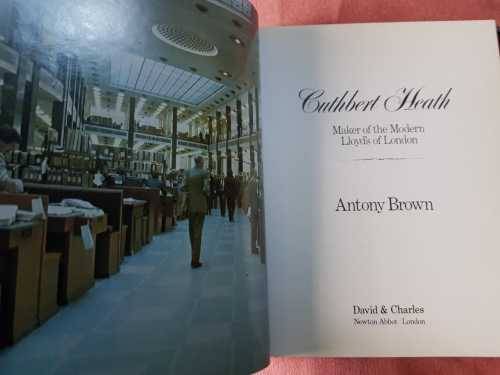 Cuthbert Heath
Maker of the Modern
Lloyd's of London
Antony Brown
David & Charles
Newton Abbot London